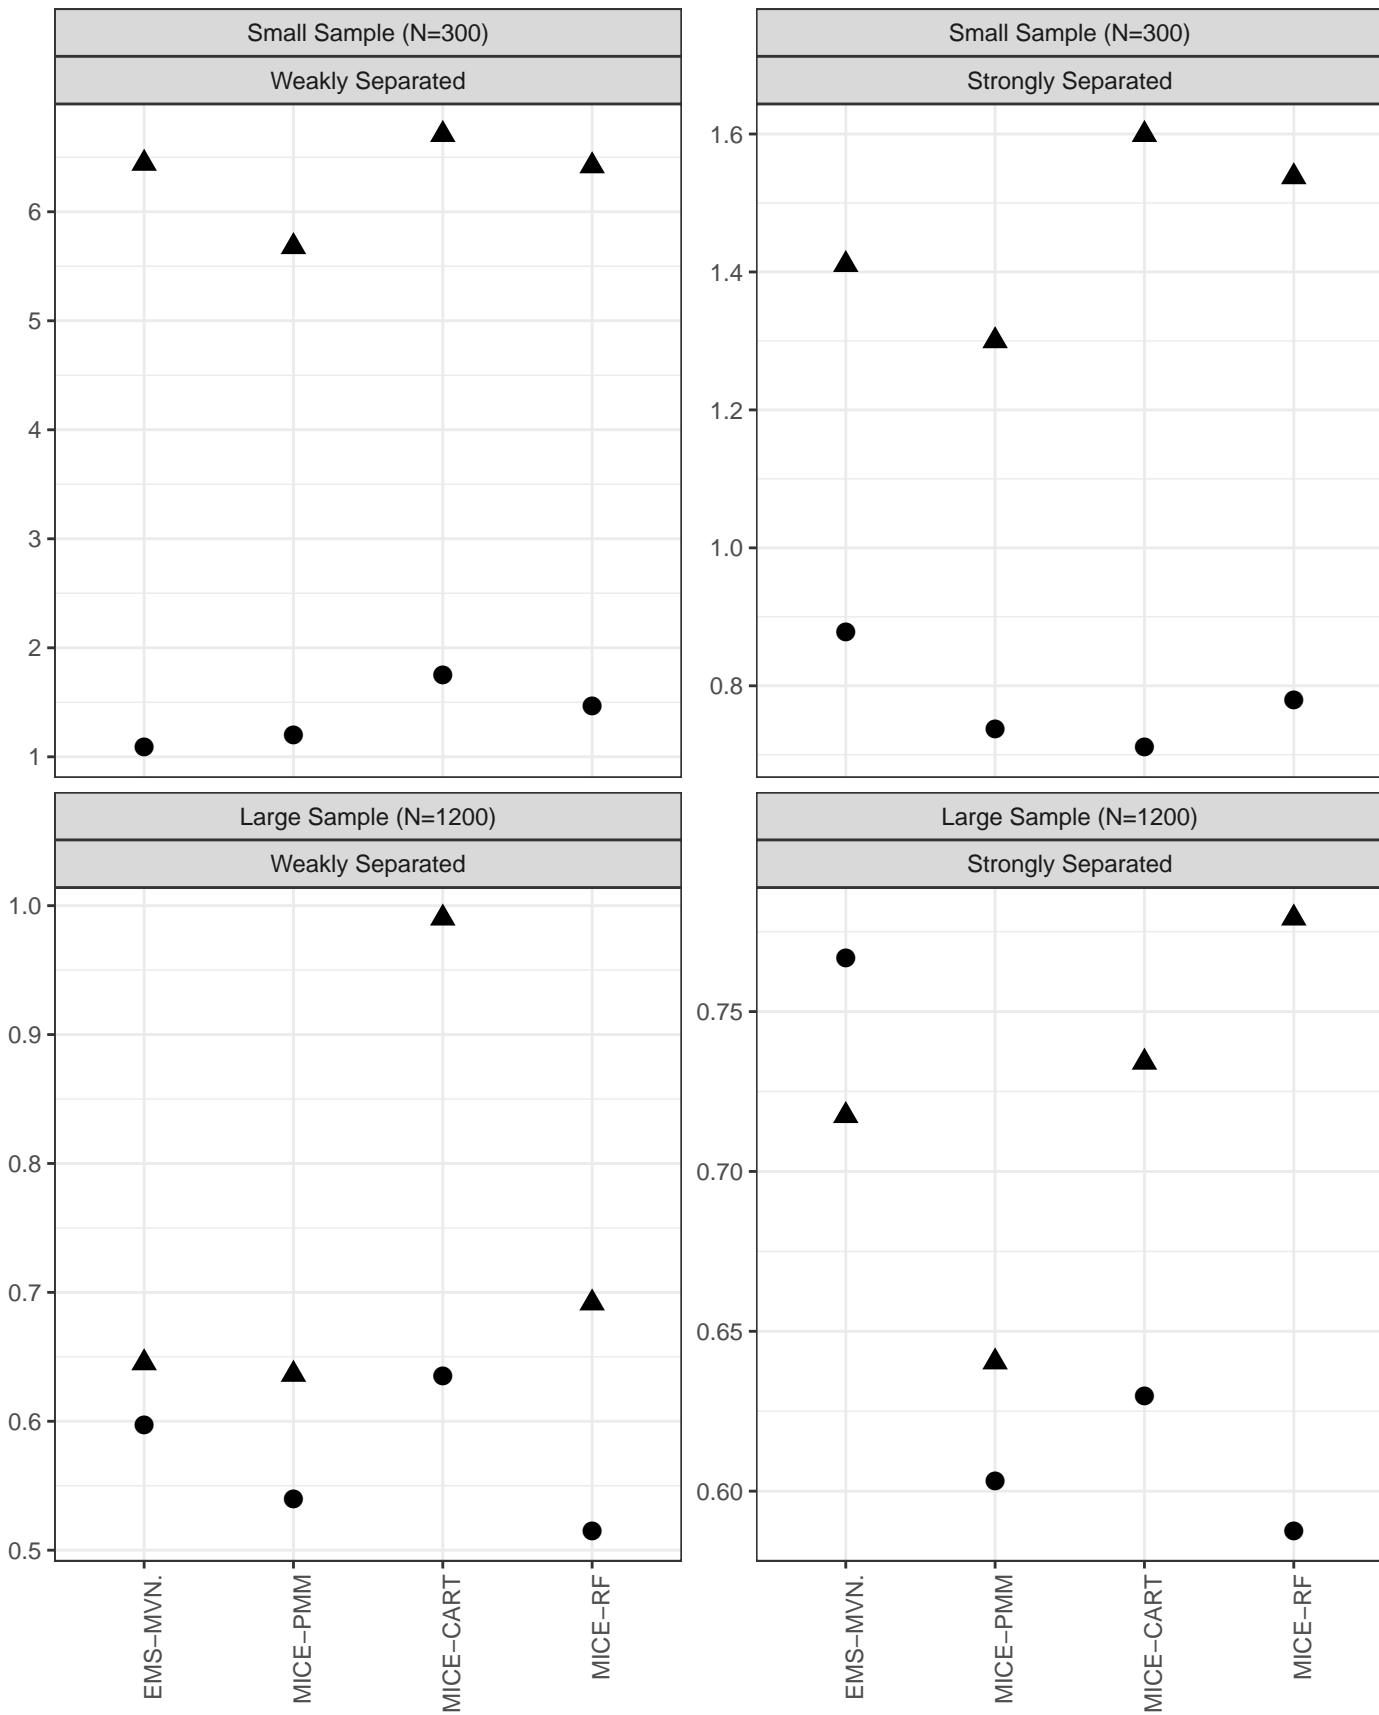 Small Sample (N=300)
Weakly Separated
6
5
4
3
2
1
Small Sample (N=300)
Strongly Separated
1.6
1.4
1.2
1.0
0.8
Large Sample (N=1200)
Weakly Separated
1.0
0.9
0.8
0.7
0.6
0.5
EMS−MVN.
MICE−PMM
MICE−CART
MICE−RF
Large Sample (N=1200)
Strongly Separated
0.75
0.70
0.65
0.60
EMS−MVN.
MICE−PMM
MICE−CART
MICE−RF